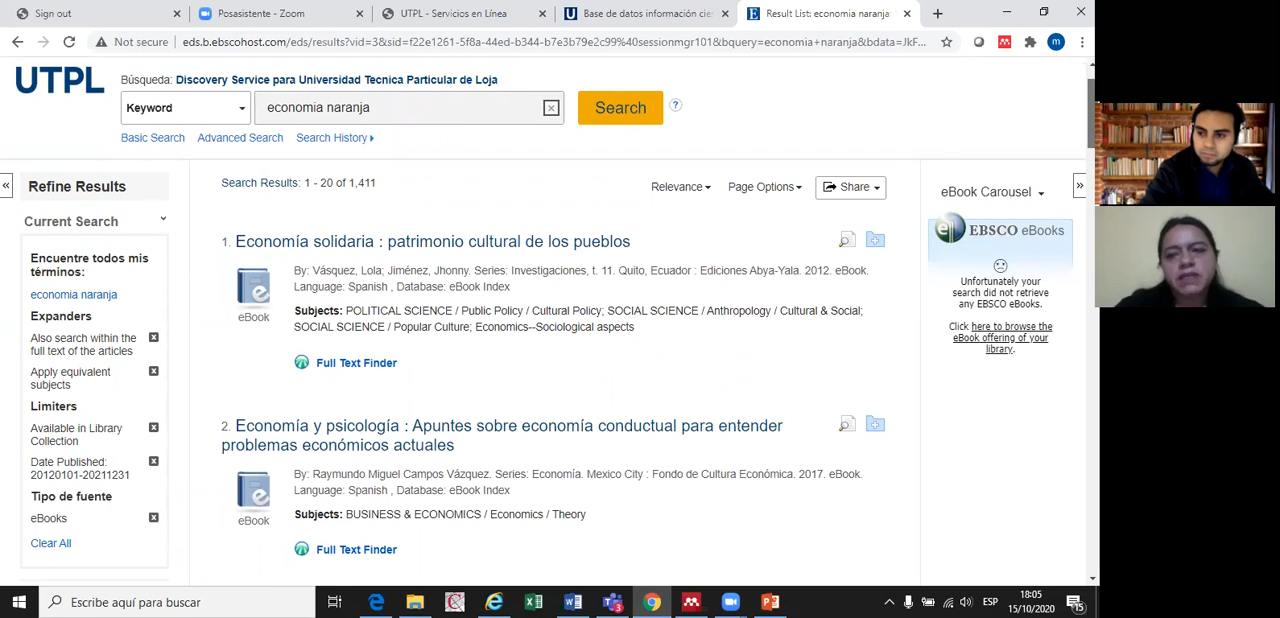 Sign out
Posasistente - Zoom
UTPL - Servicios en Línea
Base de datos información cie
Result List: economia naranja
Not secure
eds.b.ebscohost.com/eds/results?vid=3&sid=f22e1261-5f8a-44ed-b344-b7e3b79e2c99%40sessionmgr101&bquery=economia+naranja&bdata=JkF...
m
UTPL
Búsqueda: Discovery Service para Universidad Tecnica Particular de Loja
Keyword
economia naranja
Search
?
Basic Search
Advanced Search
Search History
Refine Results
Current Search
Encuentre todos mis
términos:
economia naranja
Expanders
Also search within the
full text of the articles
Apply equivalent
subjects
Limiters
Available in Library
Collection
Date Published:
20120101-20211231
Tipo de fuente
eBooks
Clear All
Search Results: 1 - 20 of 1,411
Relevance
Page Options
Share
1. Economía solidaria : patrimonio cultural de los pueblos
eBook
By: Vásquez, Lola; Jiménez, Jhonny. Series: Investigaciones, t. 11. Quito, Ecuador : Ediciones Abya-Yala. 2012. eBook.
Language: Spanish , Database: eBook Index
Subjects: POLITICAL SCIENCE / Public Policy / Cultural Policy; SOCIAL SCIENCE / Anthropology / Cultural & Social;
SOCIAL SCIENCE / Popular Culture; Economics--Sociological aspects
Full Text Finder
2. Economía y psicología : Apuntes sobre economía conductual para entender
problemas económicos actuales
eBook
By: Raymundo Miguel Campos Vázquez. Series: Economía. Mexico City : Fondo de Cultura Económica. 2017. eBook.
Language: Spanish , Database: eBook Index
Subjects: BUSINESS & ECONOMICS / Economics / Theory
Full Text Finder
eBook Carousel
e EBSCO eBooks
Unfortunately your
search did not retrieve
any EBSCO eBooks.
Click here to browse the
eBook offering of your
library.
Escribe aquí para buscar
3
ESP
18:05
15/10/2020
15